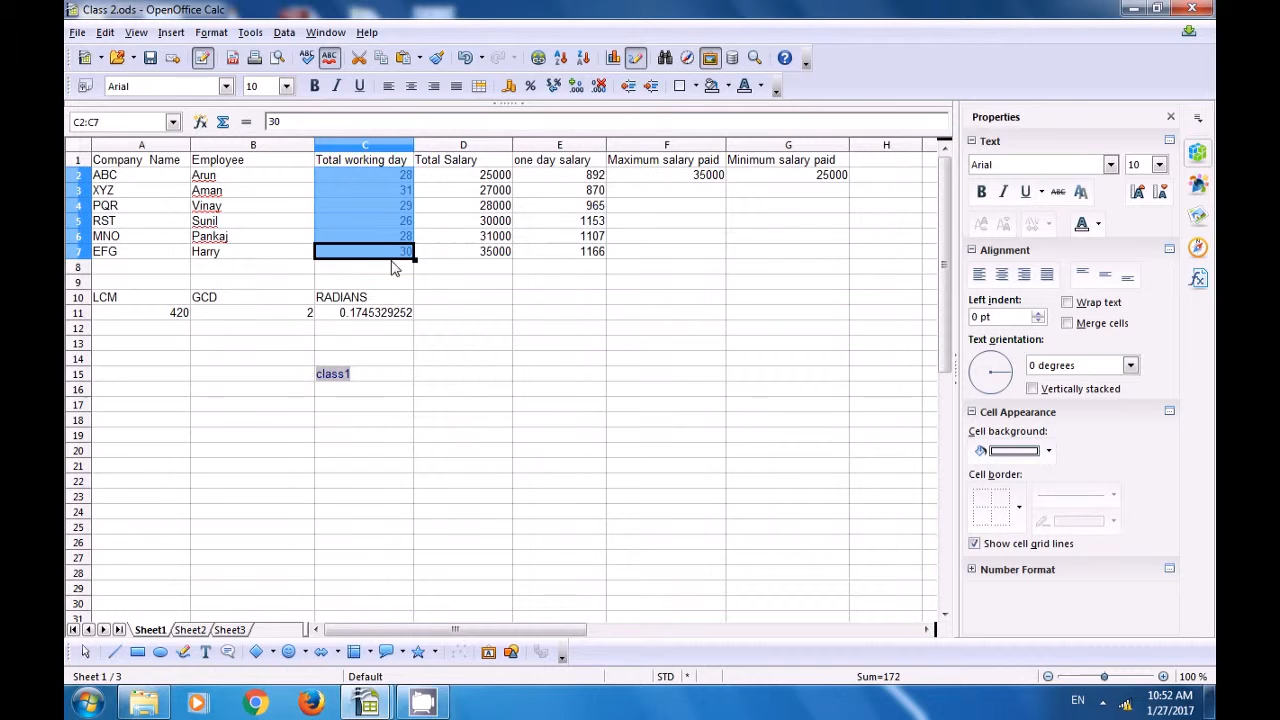 Class 2.ods - OpenOffice Calc
File Edit View Insert Format Tools Data Window Help
Arial 10
C2:C7 30
A B C D E F G H
1 Company Name Employee Total working day Total Salary one day salary Maximum salary paid Minimum salary paid
2 ABC Arun 28 25000 892 35000 25000
3 XYZ Aman 31 27000 870
4 PQR Vinay 29 28000 965
5 RST Sunil 26 30000 1153
6 MNO Pankaj 28 31000 1107
7 EFG Harry 30 35000 1166
8
9
10 LCM GCD RADIANS
11 420 2 0.1745329252
12
13
14
15 class1
16
17
18
19
20
21
22
23
24
25
26
27
28
29
30
31
Sheet1 Sheet2 Sheet3
Properties
Text
Arial 10
Alignment
Left indent: Wrap text
0 pt Merge cells
Text orientation:
0 degrees
Vertically stacked
Cell Appearance
Cell background:
Cell border:
Show cell grid lines
Number Format
Sheet 1 / 3 Default STD * Sum=172 100 %
EN 10:52 AM
1/27/2017